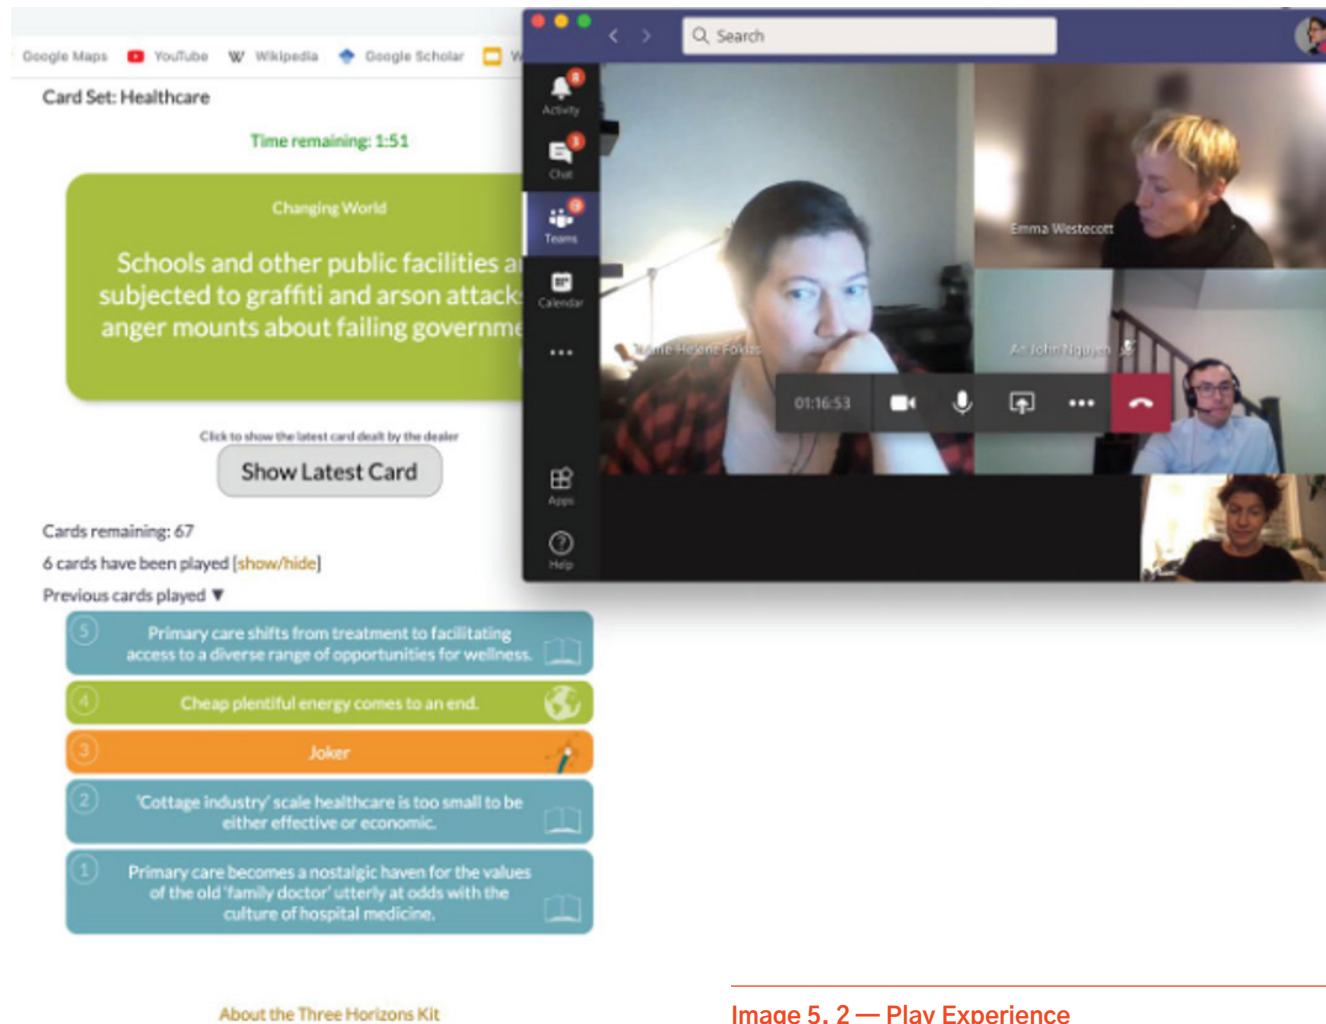 Google Maps
YouTube
W Wikipedia
Google Scholar
W
Card Set: Healthcare
Time remaining: 1:51
Changing World
Schools and other public facilities
subjected to graffiti and arson
anger mounts about failing
Click to show the latest card dealt by the dealer
Show Latest Card
Cards remaining: 67
6 cards have been played [show/hide]
Previous cards played ▼
5
Primary care shifts from treatment to facilitating
access to a diverse range of opportunities for wellness.
4
Cheap plentiful energy comes to an end.
3
Joker
2
'Cottage industry' scale healthcare is too small to be
either effective or economic.
1
Primary care becomes a nostalgic haven for the values
of the old 'family doctor' utterly at odds with the
culture of hospital medicine.
About the Three Horizons Kit
Search
8
Activity
3
Chat
Teams
Calendar
Apps
Help
Emma Westecott
Helene
John Nguyen
01:16:53
Image 5. 2 — Play Experience